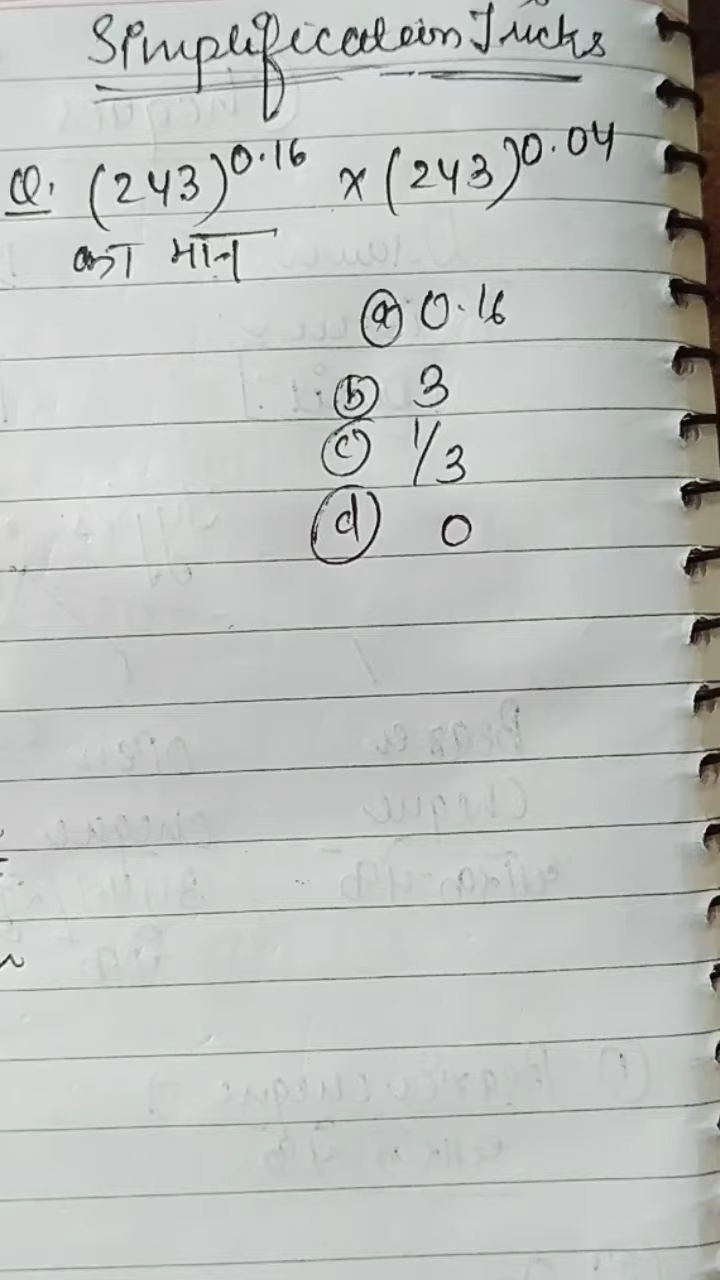 Simplification Tricks
Q. (243)^0.16 × (243)^0.04
का मान
(a) 0.16
(b) 3
(c) 1/3
(d) 0